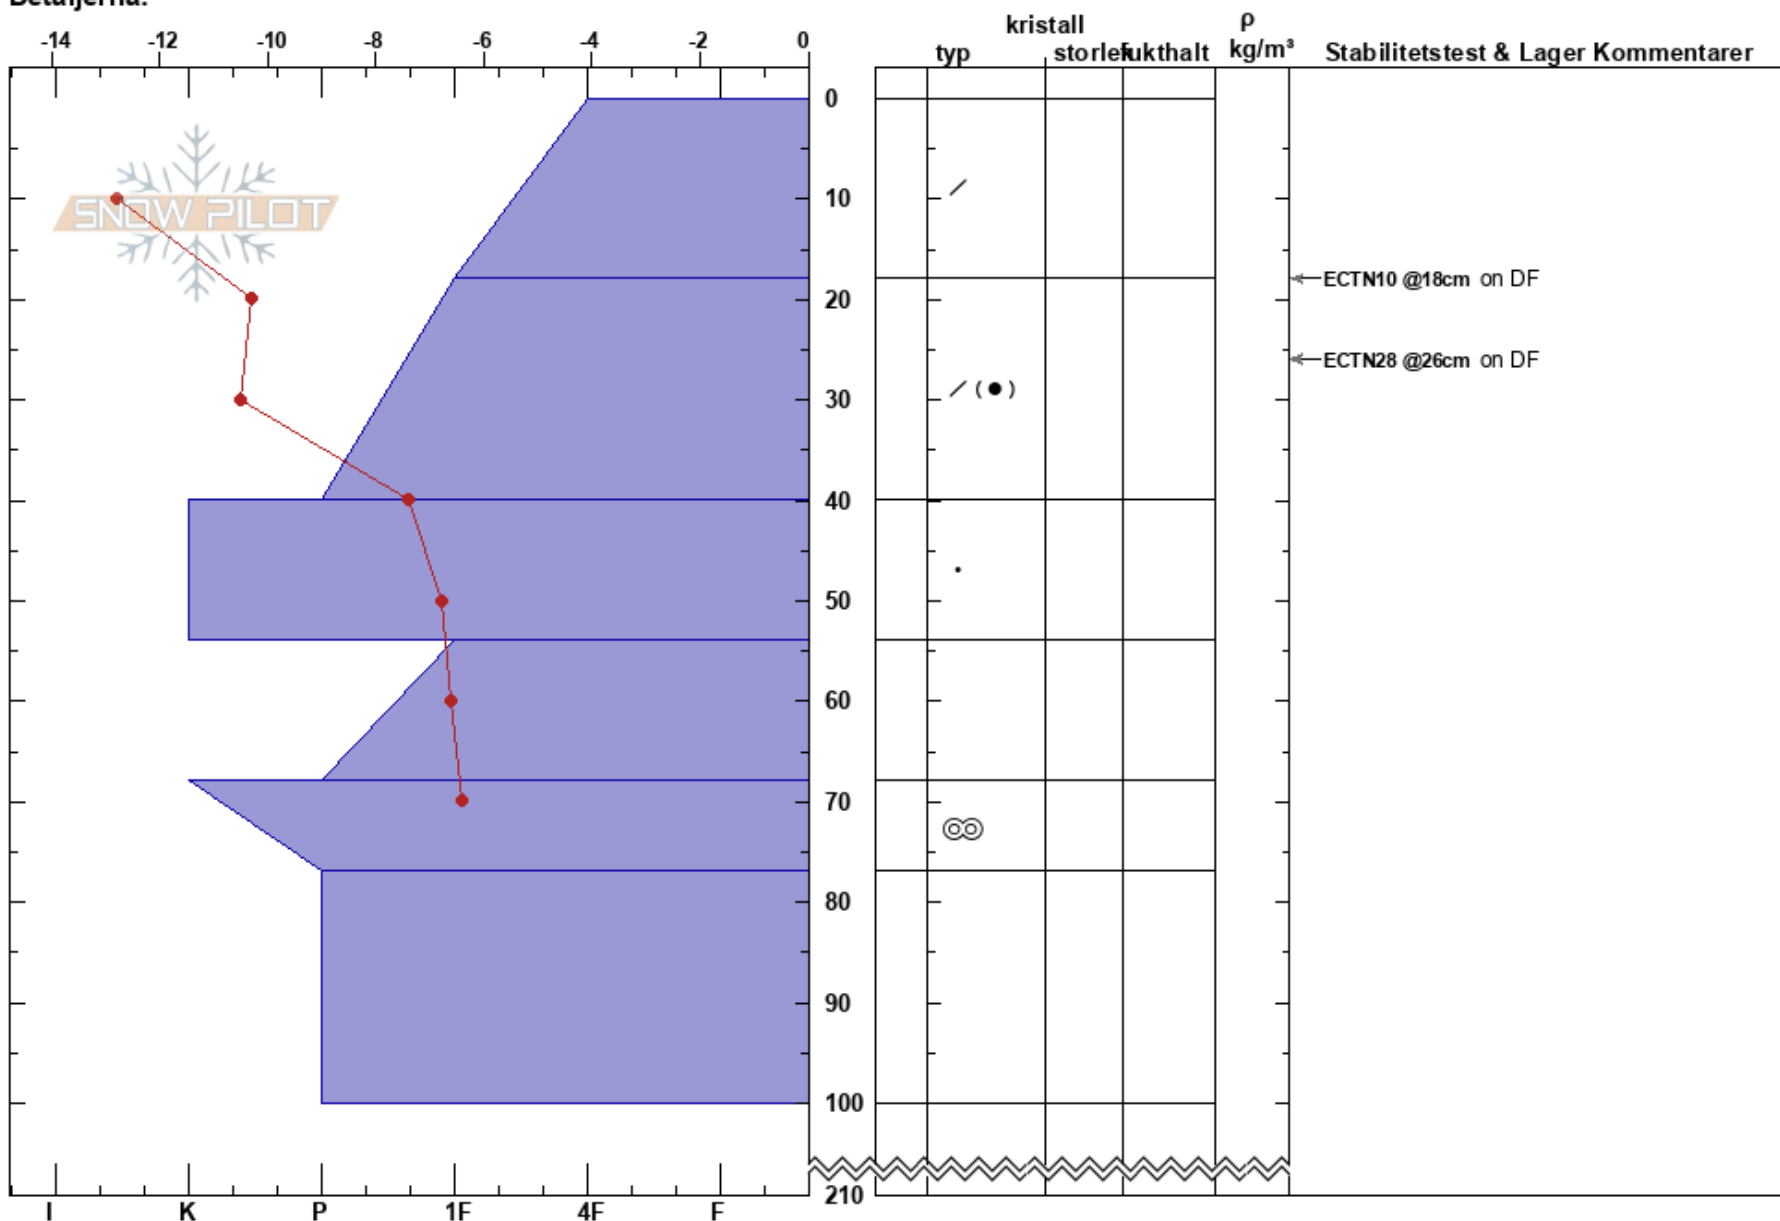 Detaljerna:
-14 -12 -10 -8 -6 -4 -2 0
kristall
typ storlek fukthalt
ρ
kg/m³
Stabilitetstest & Lager Kommentarer
SNOW PILOT
0
10
ECTN10 @18cm on DF
20
ECTN28 @26cm on DF
30
( )
40
50
60
70
80
90
100
210
I K P 1F 4F F